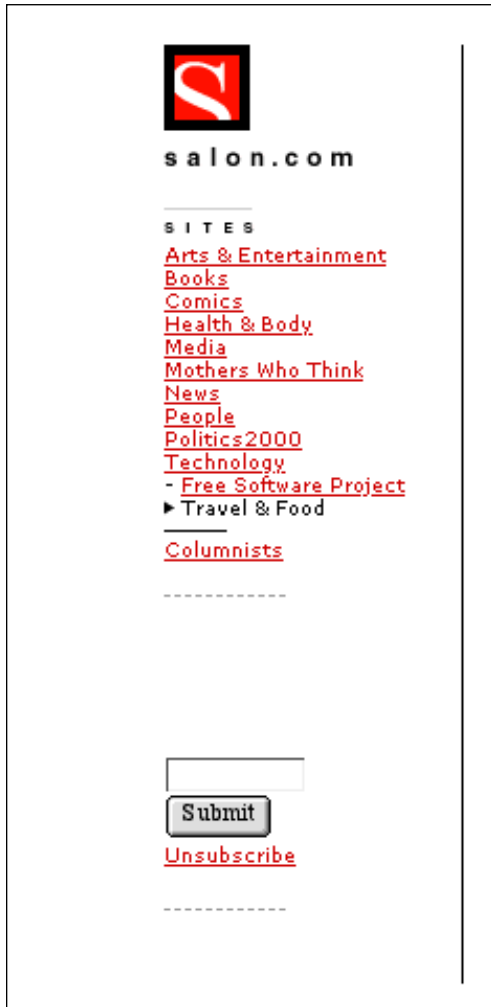 S
salon.com
SITES
Arts & Entertainment
Books
Comics
Health & Body
Media
Mothers Who Think
News
People
Politics2000
Technology
- Free Software Project
▸ Travel & Food
Columnists
Submit
Unsubscribe